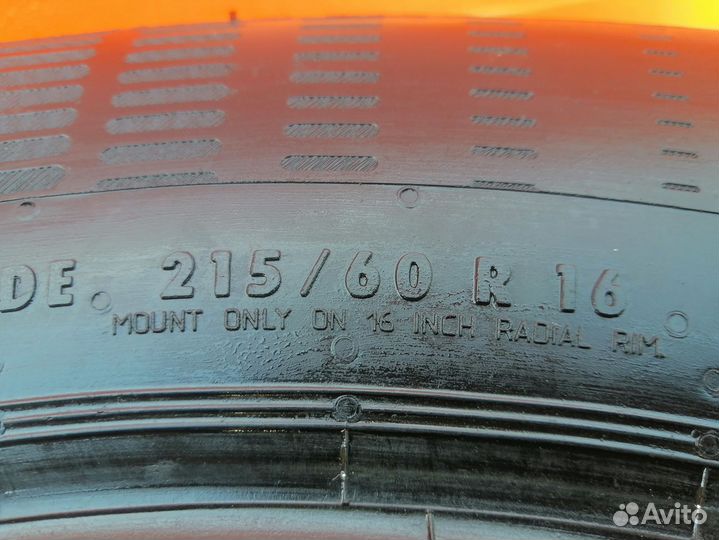 DE. 215/60 R 16
MOUNT ONLY ON 16 INCH RADIAL RIM.
Avito